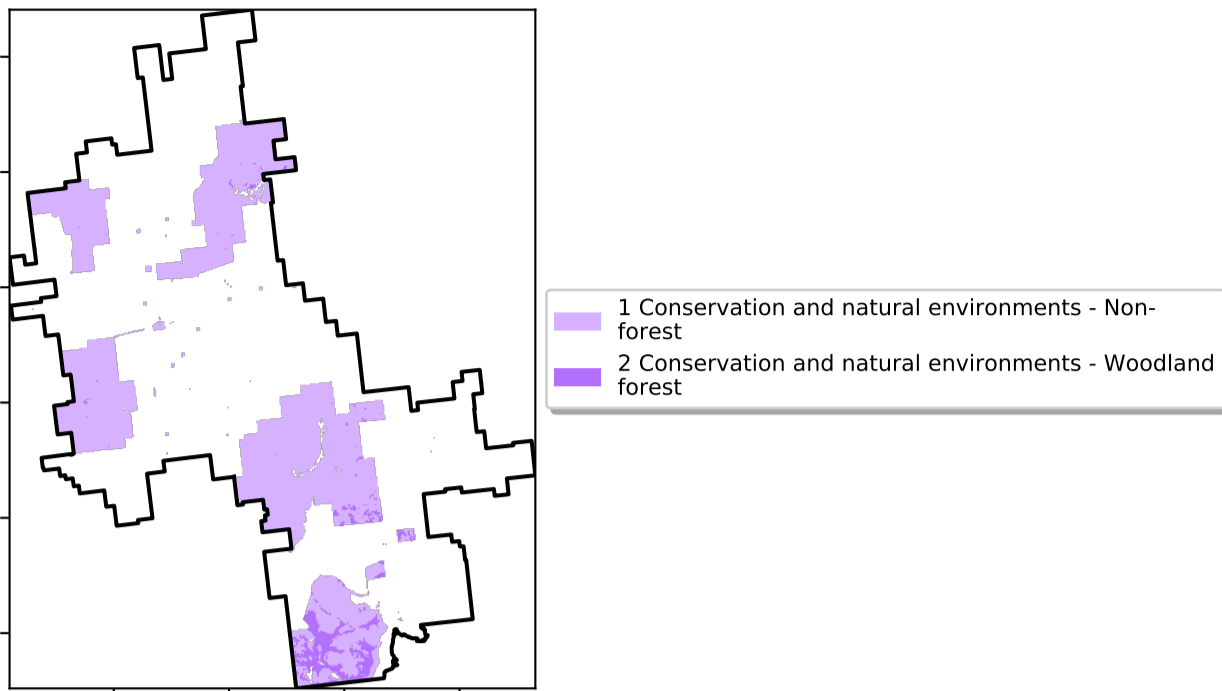 1 Conservation and natural environments - Non-
forest
2 Conservation and natural environments - Woodland
forest